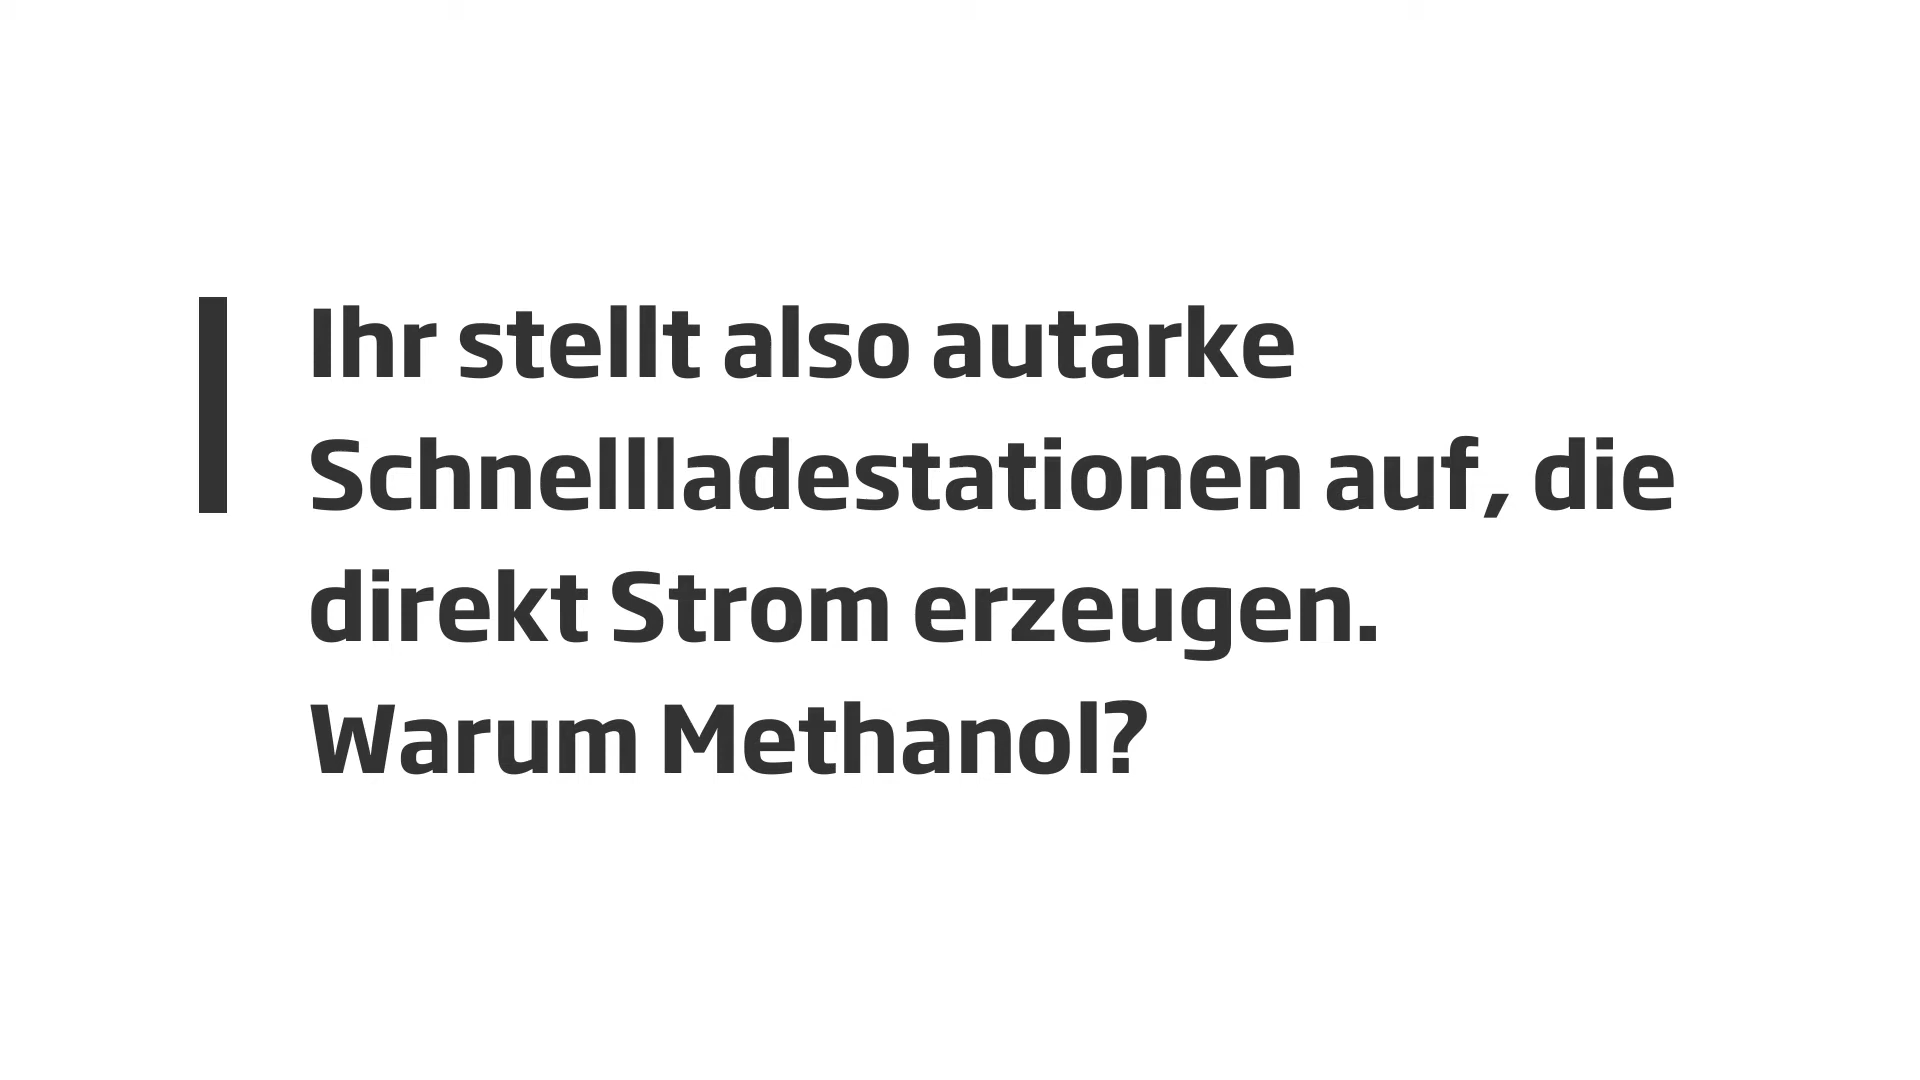 Ihr stellt also autarke
Schnellladestationen auf, die
direkt Strom erzeugen.
Warum Methanol?